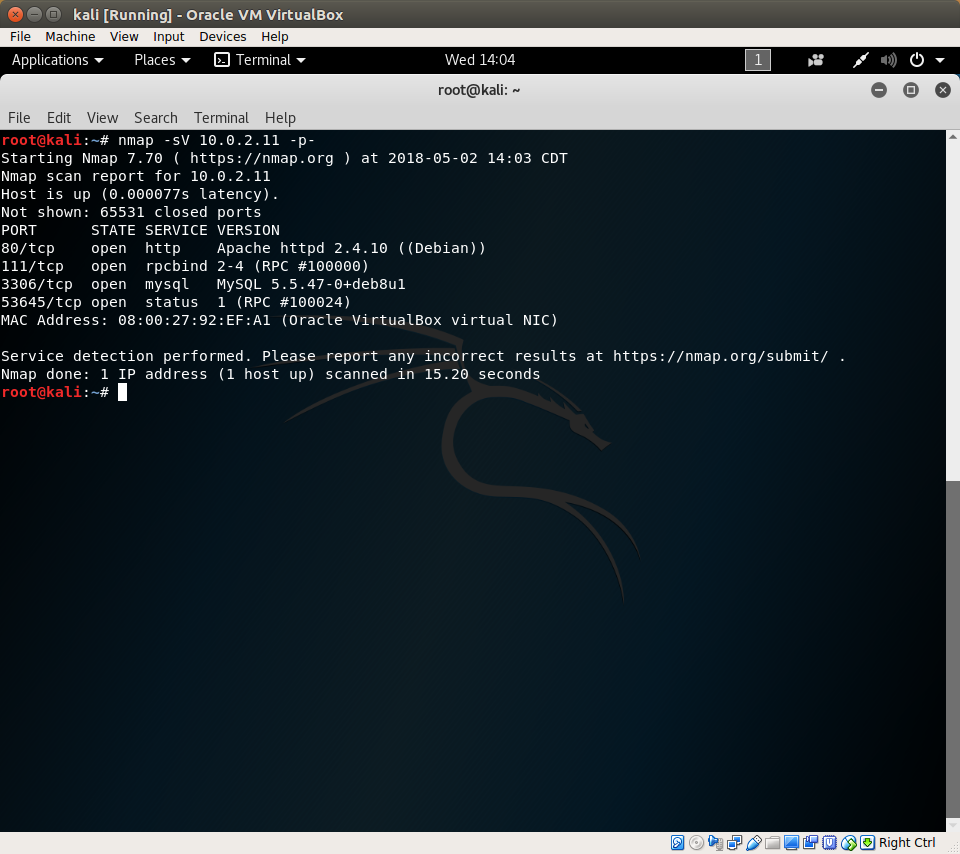 kali [Running] - Oracle VM VirtualBox
File Machine View Input Devices Help
Applications Places Terminal Wed 14:04 1
root@kali: ~
File Edit View Search Terminal Help
root@kali:~# nmap -sV 10.0.2.11 -p-
Starting Nmap 7.70 ( https://nmap.org ) at 2018-05-02 14:03 CDT
Nmap scan report for 10.0.2.11
Host is up (0.000077s latency).
Not shown: 65531 closed ports
PORT      STATE SERVICE VERSION
80/tcp    open  http    Apache httpd 2.4.10 ((Debian))
111/tcp   open  rpcbind 2-4 (RPC #100000)
3306/tcp  open  mysql   MySQL 5.5.47-0+deb8u1
53645/tcp open  status  1 (RPC #100024)
MAC Address: 08:00:27:92:EF:A1 (Oracle VirtualBox virtual NIC)
Service detection performed. Please report any incorrect results at https://nmap.org/submit/ .
Nmap done: 1 IP address (1 host up) scanned in 15.20 seconds
root@kali:~#
Right Ctrl